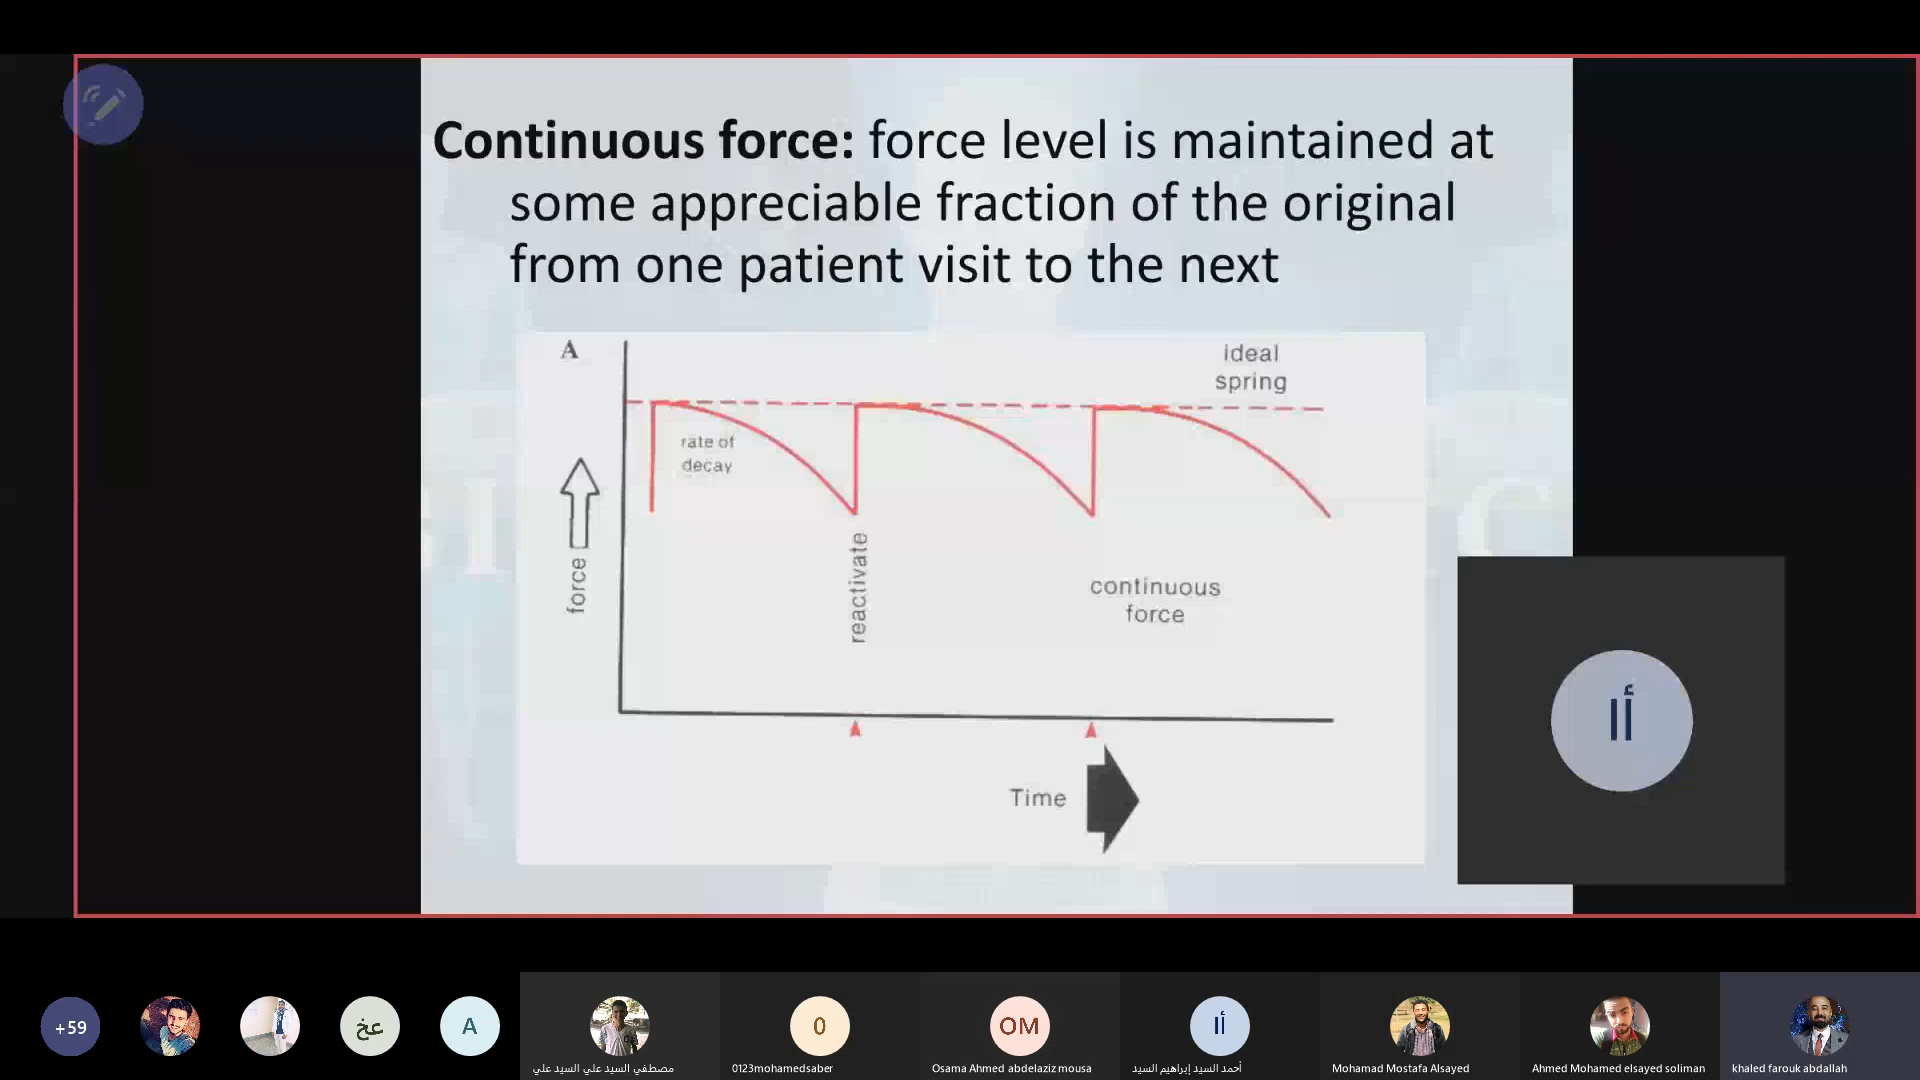 Continuous force: force level is maintained at
some appreciable fraction of the original
from one patient visit to the next
A
ideal
spring
rate of
decay
force
reactivate
continuous
force
Time
أا
+59
عخ
A
0
OM
أا
مصطفي السيد علي السيد علي
0123mohamedsaber
Osama Ahmed abdelaziz mousa
أحمد السيد إبراهيم السيد
Mohamad Mostafa Alsayed
Ahmed Mohamed elsayed soliman
khaled farouk abdallah